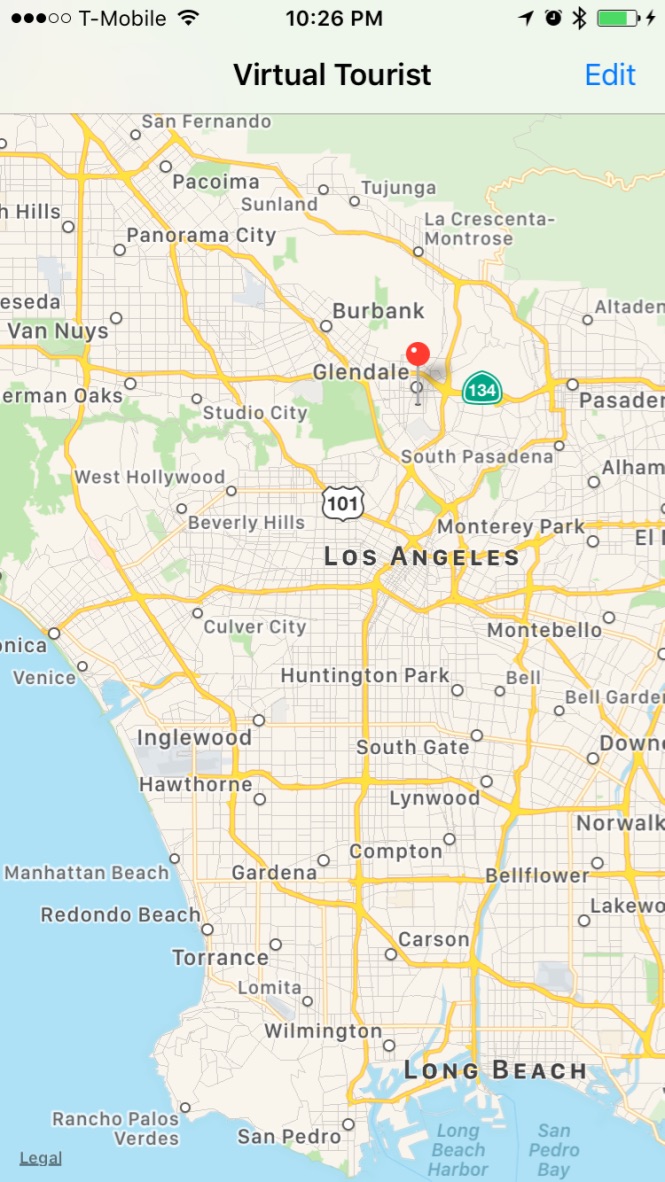 T-Mobile 10:26 PM
Virtual Tourist Edit
San Fernando
Pacoima
Tujunga
Sunland
h Hills
La Crescenta-
Montrose
Panorama City
eseda
Burbank
Altaden
Van Nuys
Glendale
134
erman Oaks
Pasader
Studio City
South Pasadena
Alham
West Hollywood
101
Beverly Hills
Monterey Park
El
LOS ANGELES
Culver City
Montebello
onica
Venice
Huntington Park
Bell
Bell Garde
Inglewood
South Gate
Downe
Hawthorne
Lynwood
Norwalk
Compton
Manhattan Beach
Gardena
Bellflower
Redondo Beach
Lakewo
Carson
Torrance
Lomita
Wilmington
LONG BEACH
Rancho Palos
Verdes
San Pedro
Long
Beach
Harbor
San
Pedro
Bay
Legal